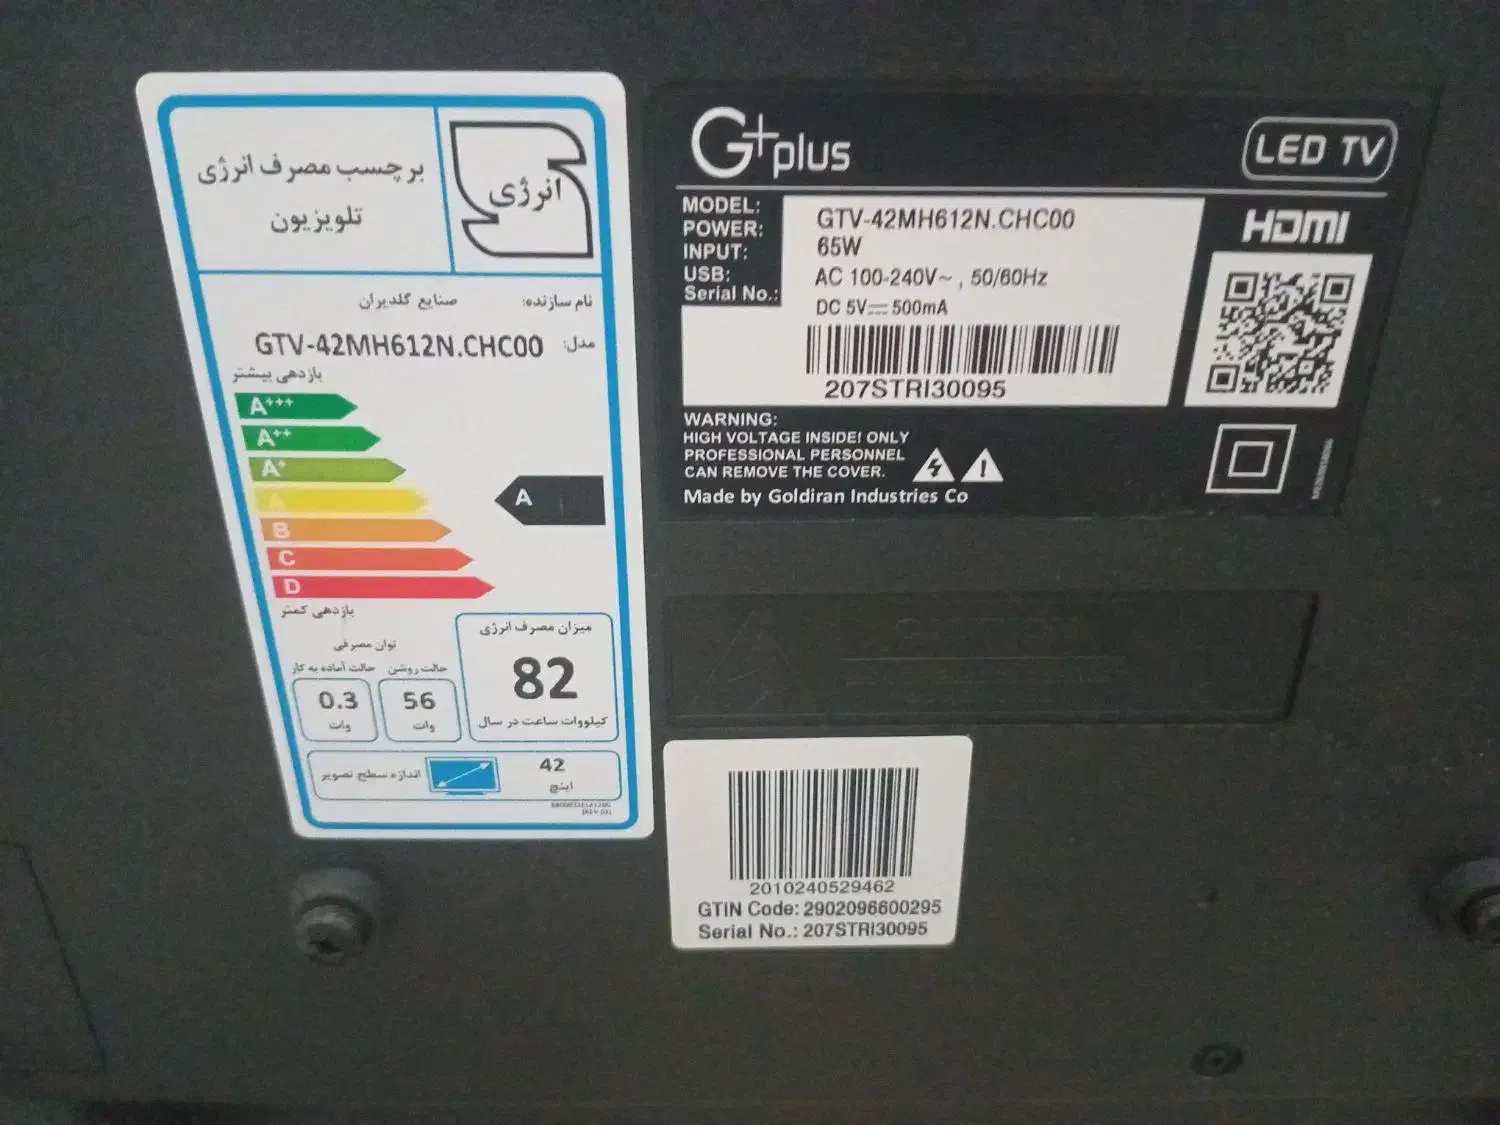 برچسب مصرف انرژی
تلویزیون
انرژی
نام سازنده: صنایع گلدیران
مدل: GTV-42MH612N.CHC00
بازدهی بیشتر
A+++
A++
A+
A
B
C
D
A
بازدهی کمتر
توان مصرفی
حالت روشن
56
وات
حالت آماده به کار
0.3
وات
میزان مصرف انرژی
82
کیلووات ساعت در سال
اندازه سطح تصویر
42
اینچ
G+plus
LED TV
HDMI
MODEL: GTV-42MH612N.CHC00
POWER: 65W
INPUT: AC 100-240V~, 50/60Hz
USB: DC 5V⎓500mA
Serial No.:
207STRI30095
WARNING:
HIGH VOLTAGE INSIDE! ONLY
PROFESSIONAL PERSONNEL
CAN REMOVE THE COVER.
Made by Goldiran Industries Co
2010240529462
GTIN Code: 2902096600295
Serial No.: 207STRI30095